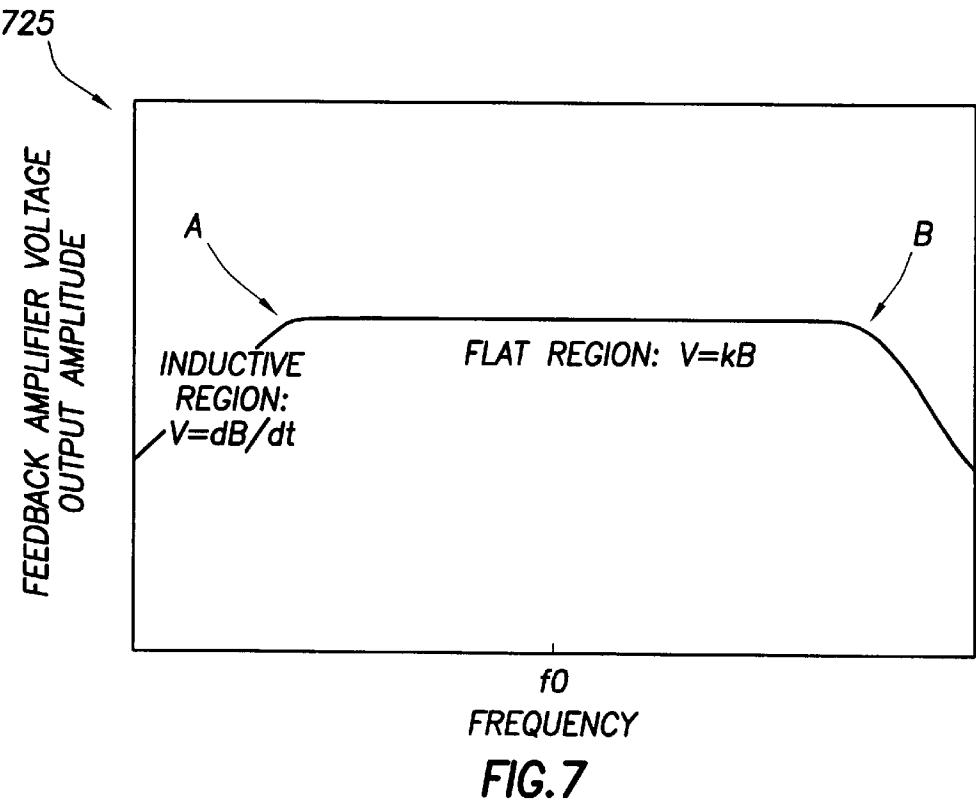 725
FEEDBACK AMPLIFIER VOLTAGE
OUTPUT AMPLITUDE
A
B
INDUCTIVE
REGION:
V=dB/dt
FLAT REGION: V=kB
f0
FREQUENCY
FIG.7